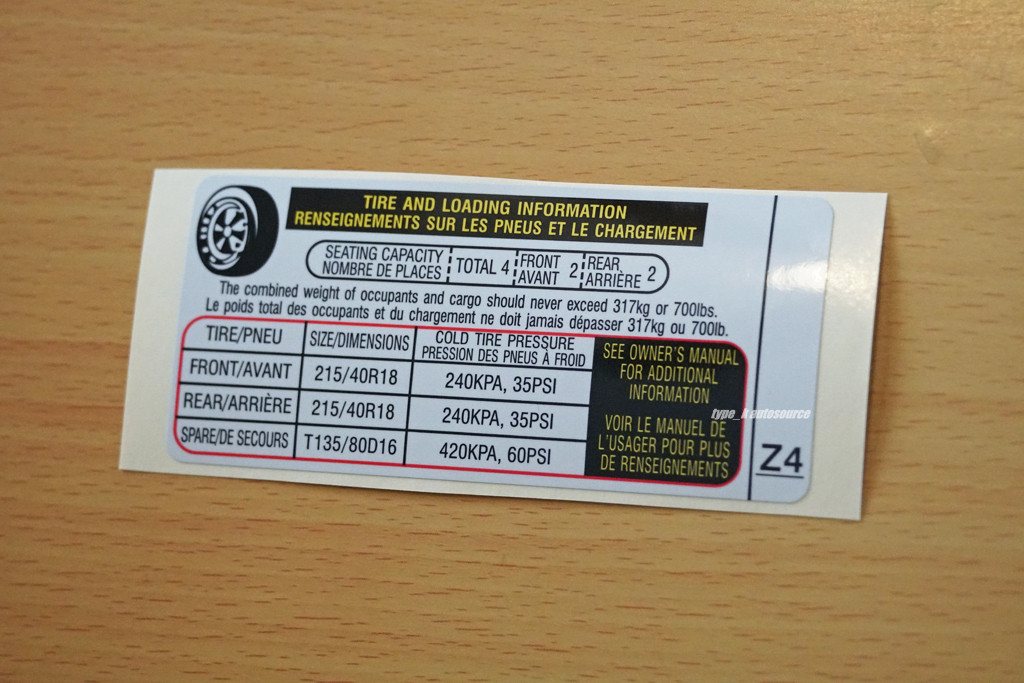 TIRE AND LOADING INFORMATION
RENSEIGNEMENTS SUR LES PNEUS ET LE CHARGEMENT
SEATING CAPACITY
NOMBRE DE PLACES
TOTAL 4
FRONT
AVANT 2
REAR
ARRIÈRE 2
The combined weight of occupants and cargo should never exceed 317kg or 700lbs.
Le poids total des occupants et du chargement ne doit jamais dépasser 317kg ou 700lb.
TIRE/PNEU SIZE/DIMENSIONS COLD TIRE PRESSURE
PRESSION DES PNEUS À FROID
FRONT/AVANT 215/40R18 240KPA, 35PSI
REAR/ARRIÈRE 215/40R18 240KPA, 35PSI
SPARE/DE SECOURS T135/80D16 420KPA, 60PSI
SEE OWNER'S MANUAL
FOR ADDITIONAL
INFORMATION
VOIR LE MANUEL DE
L'USAGER POUR PLUS
DE RENSEIGNEMENTS
type_k autosource
Z4